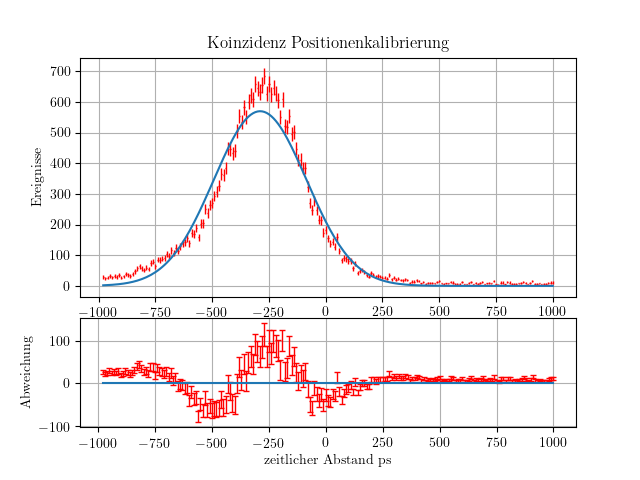 Koinzidenz Positionenkalibrierung
700
600
500
400
300
200
100
0
Ereignisse
−1000 −750 −500 −250 0 250 500 750 1000
100
0
−100
Abweichung
−1000 −750 −500 −250 0 250 500 750 1000
zeitlicher Abstand ps